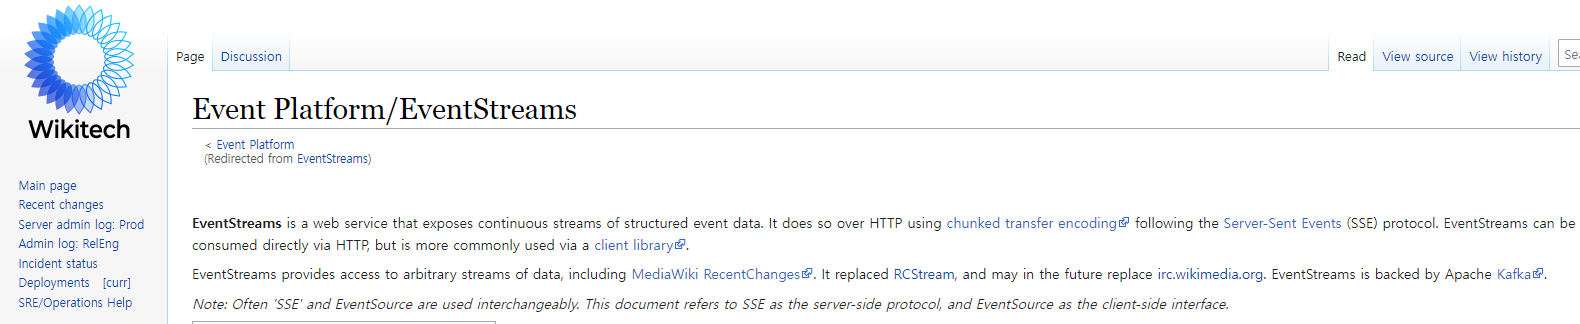 Wikitech
Main page
Recent changes
Server admin log: Prod
Admin log: RelEng
Incident status
Deployments [curr]
SRE/Operations Help
Page Discussion Read View source View history Sea
Event Platform/EventStreams
< Event Platform
(Redirected from EventStreams)
EventStreams is a web service that exposes continuous streams of structured event data. It does so over HTTP using chunked transfer encoding following the Server-Sent Events (SSE) protocol. EventStreams can be
consumed directly via HTTP, but is more commonly used via a client library.
EventStreams provides access to arbitrary streams of data, including MediaWiki RecentChanges. It replaced RCStream, and may in the future replace irc.wikimedia.org. EventStreams is backed by Apache Kafka.
Note: Often 'SSE' and EventSource are used interchangeably. This document refers to SSE as the server-side protocol, and EventSource as the client-side interface.